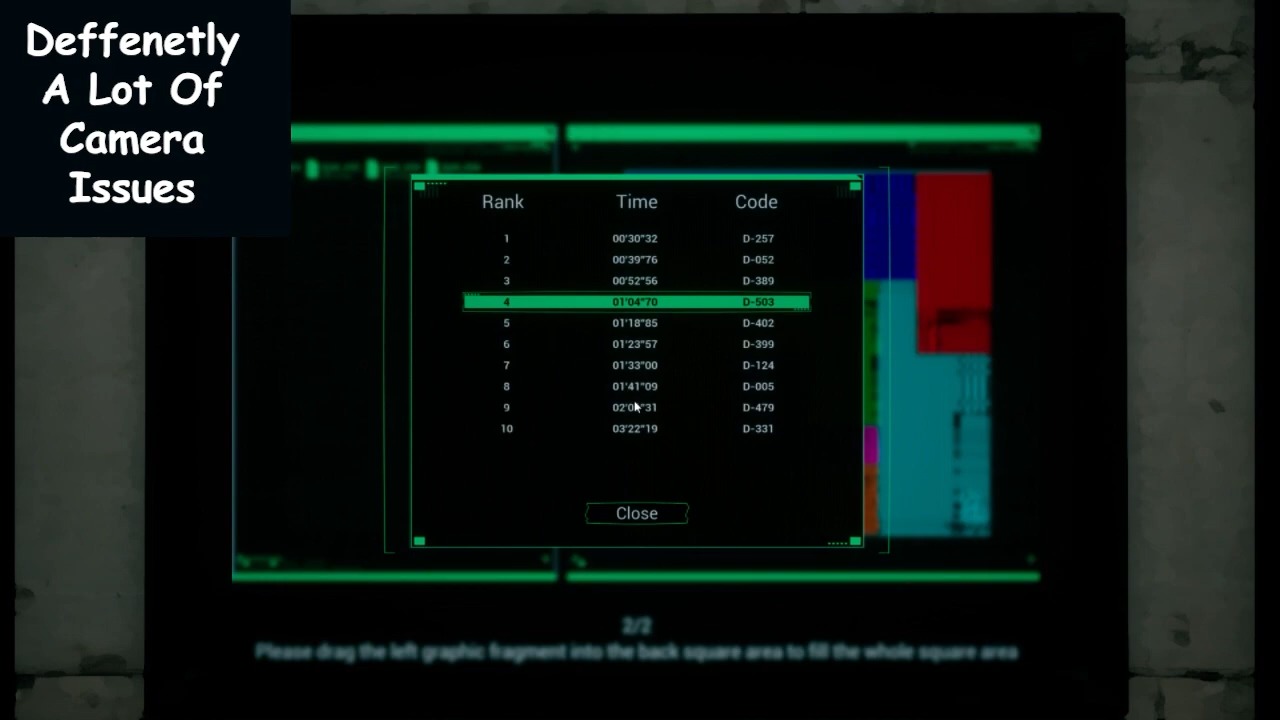 Deffenetly
A Lot Of
Camera
Issues
Rank Time Code
1 00'30"32 D-257
2 00'39"76 D-052
3 00'52"56 D-389
4 01'04"70 D-503
5 01'18"85 D-402
6 01'23"57 D-399
7 01'33"00 D-124
8 01'41"09 D-005
9 D-479
10 03'22"19 D-331
Close
2/2
Please drag the left graphic fragment into the back square area to fill the whole square area